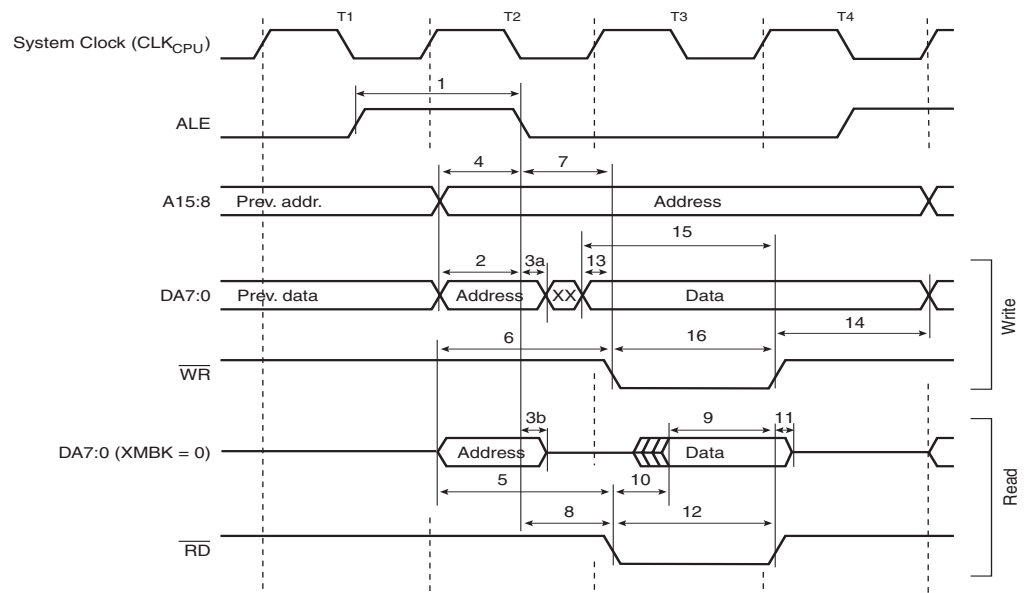 T1 T2 T3 T4
System Clock (CLKCPU)
1
ALE
4 7
A15:8 Prev. addr. Address
15
2 3a 13
DA7:0 Prev. data Address XX Data
14
6 16
WR
Write
3b 9 11
DA7:0 (XMBK = 0) Address Data
5 10
8 12
RD
Read